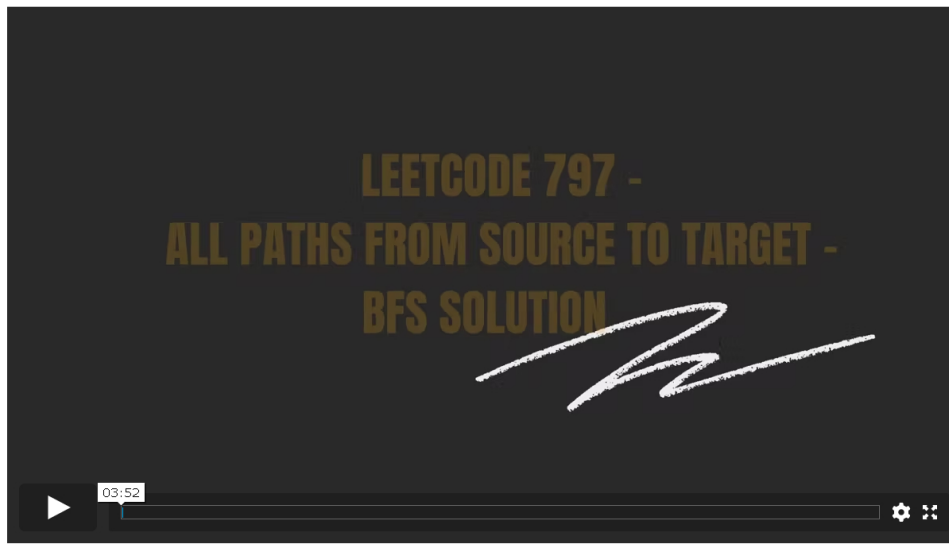 LEETCODE 797 -
ALL PATHS FROM SOURCE TO TARGET -
BFS SOLUTION
03:52